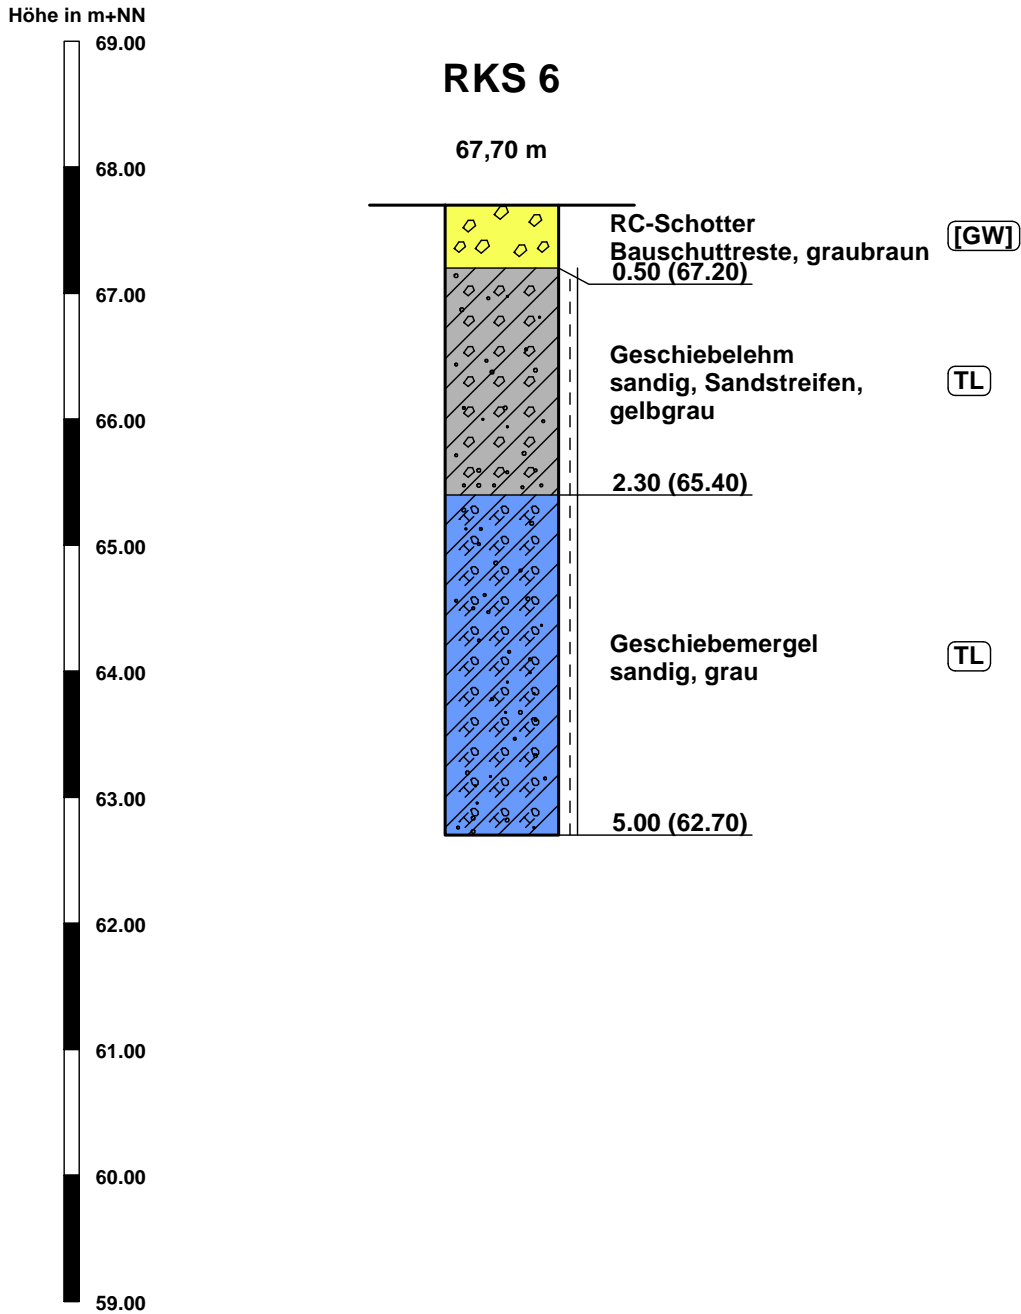 Höhe in m+NN
69.00
RKS 6
67,70 m
68.00
RC-Schotter
Bauschuttreste, graubraun
[GW]
0.50 (67.20)
67.00
Geschiebelehm
sandig, Sandstreifen,
gelbgrau
TL
66.00
2.30 (65.40)
65.00
Geschiebemergel
sandig, grau
TL
64.00
63.00
5.00 (62.70)
62.00
61.00
60.00
59.00